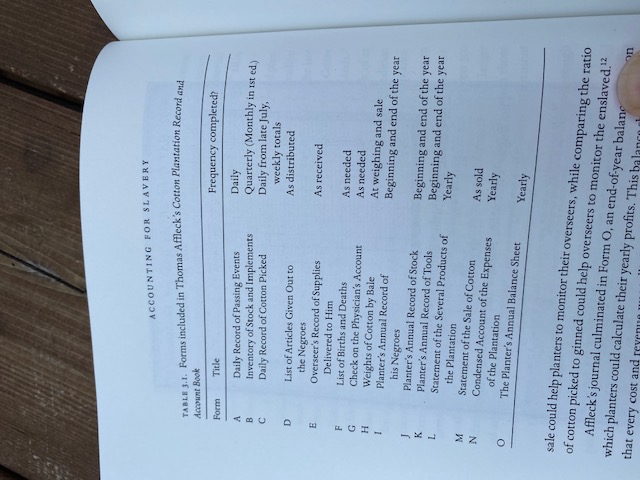 ACCOUNTING FOR SLAVERY
TABLE 3.1. Forms included in Thomas Affleck's Cotton Plantation Record and
Account Book
Form Title Frequency completed?
A Daily Record of Passing Events Daily
B Inventory of Stock and Implements Quarterly (Monthly in 1st ed.)
C Daily Record of Cotton Picked Daily from late July,
weekly totals
D List of Articles Given Out to As distributed
the Negroes
E Overseer's Record of Supplies As received
Delivered to Him
F List of Births and Deaths As needed
G Check on the Physician's Account As needed
H Weights of Cotton by Bale At weighing and sale
I Planter's Annual Record of Beginning and end of the year
his Negroes
J Planter's Annual Record of Stock Beginning and end of the year
K Planter's Annual Record of Tools Beginning and end of the year
L Statement of the Several Products of Yearly
the Plantation
M Statement of the Sale of Cotton As sold
N Condensed Account of the Expenses Yearly
of the Plantation
O The Planter's Annual Balance Sheet Yearly
sale could help planters to monitor their overseers, while comparing the ratio
of cotton picked to ginned could help overseers to monitor the enslaved.12
Affleck's journal culminated in Form O, an end-of-year on
which planters could calculate their yearly profits. This balance
that every cost and revenue